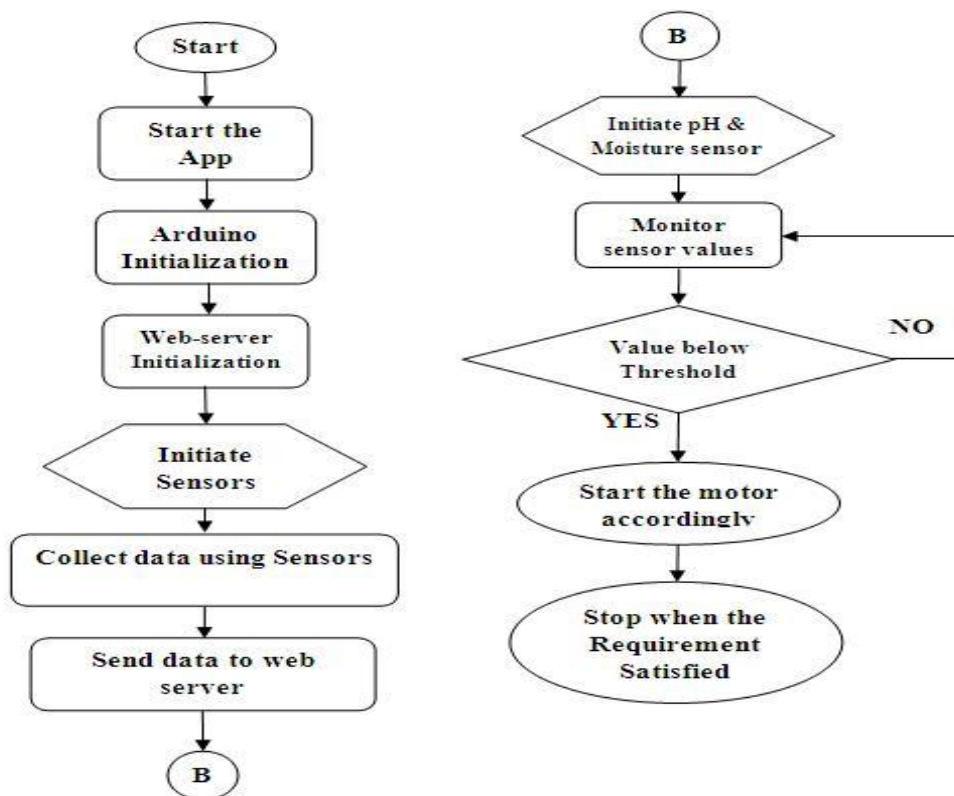 Start
Start the
App
Arduino
Initialization
Web-server
Initialization
Initiate
Sensors
Collect data using Sensors
Send data to web
server
B
B
Initiate pH &
Moisture sensor
Monitor
sensor values
NO
Value below
Threshold
YES
Start the motor
accordingly
Stop when the
Requirement
Satisfied